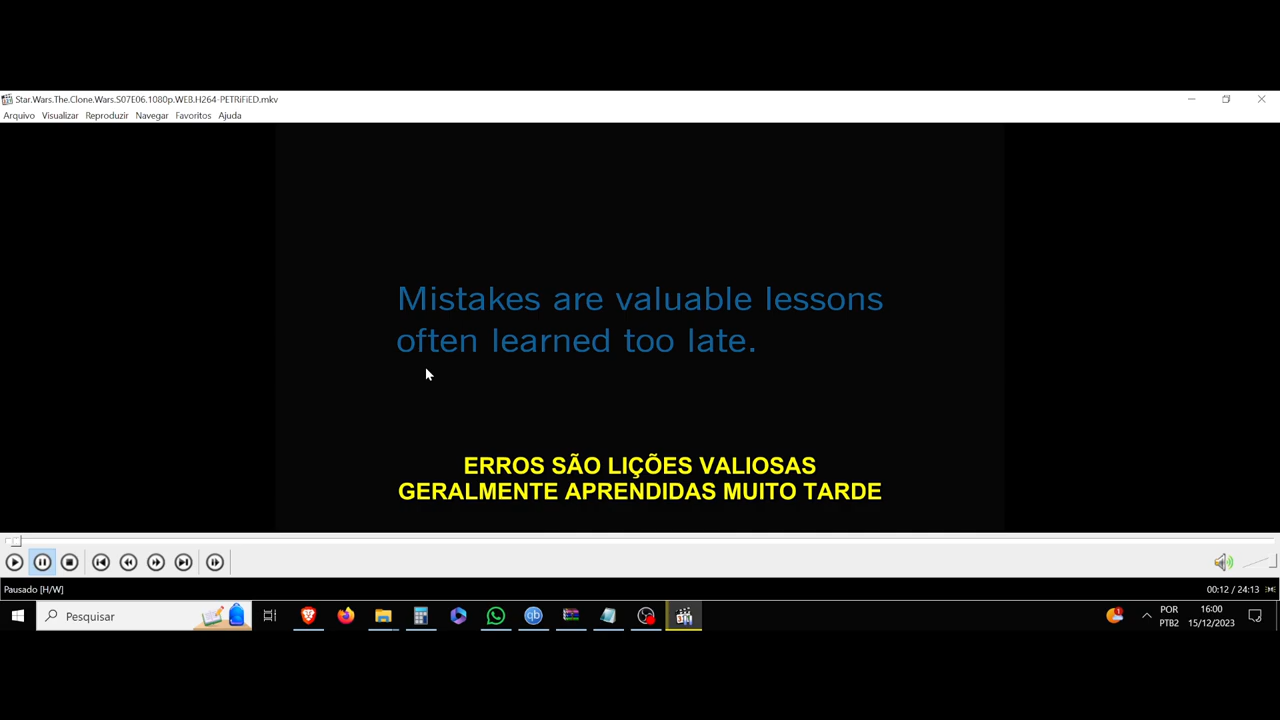 Star.Wars.The.Clone.Wars.S07E06.1080p.WEB.H264-PETRiFiED.mkv
Arquivo Visualizar Reproduzir Navegar Favoritos Ajuda
Mistakes are valuable lessons
often learned too late.
ERROS SÃO LIÇÕES VALIOSAS
GERALMENTE APRENDIDAS MUITO TARDE
Pausado [H/W] 00:12 / 24:13
Pesquisar
qb
1
POR
PTB2
16:00
15/12/2023